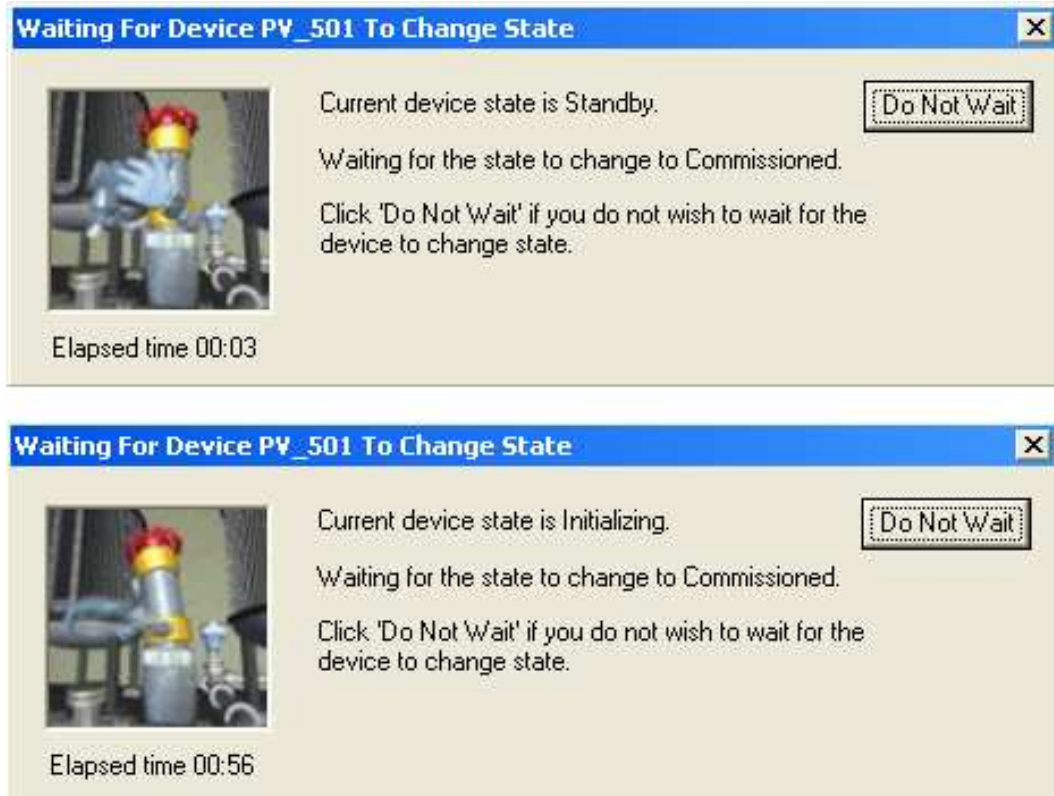 Waiting For Device PV_501 To Change State
Current device state is Standby.
Do Not Wait
Waiting for the state to change to Commissioned.
Click 'Do Not Wait' if you do not wish to wait for the
device to change state.
Elapsed time 00:03
Waiting For Device PV_501 To Change State
Current device state is Initializing.
Do Not Wait
Waiting for the state to change to Commissioned.
Click 'Do Not Wait' if you do not wish to wait for the
device to change state.
Elapsed time 00:56